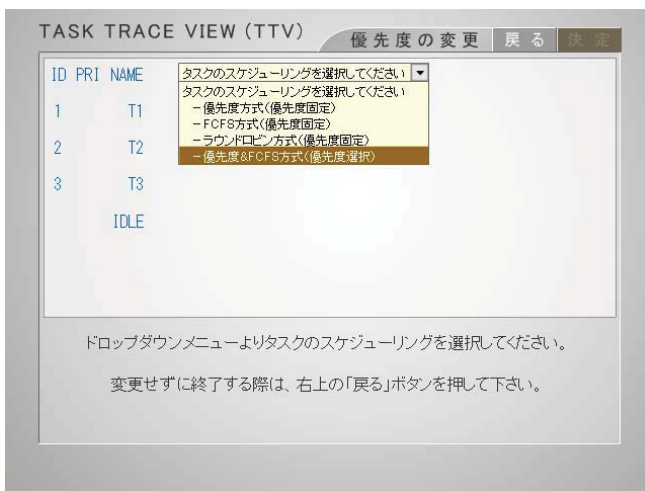 TASK TRACE VIEW (TTV)
優先度の変更
戻る
決定
ID PRI NAME
タスクのスケジューリングを選択してください
タスクのスケジューリングを選択してください
－優先度方式(優先度固定)
1 T1
－FCFS方式(優先度固定)
－ラウンドロビン方式(優先度固定)
2 T2
－優先度&FCFS方式(優先度選択)
3 T3
IDLE
ドロップダウンメニューよりタスクのスケジューリングを選択してください。
変更せずに終了する際は、右上の「戻る」ボタンを押して下さい。